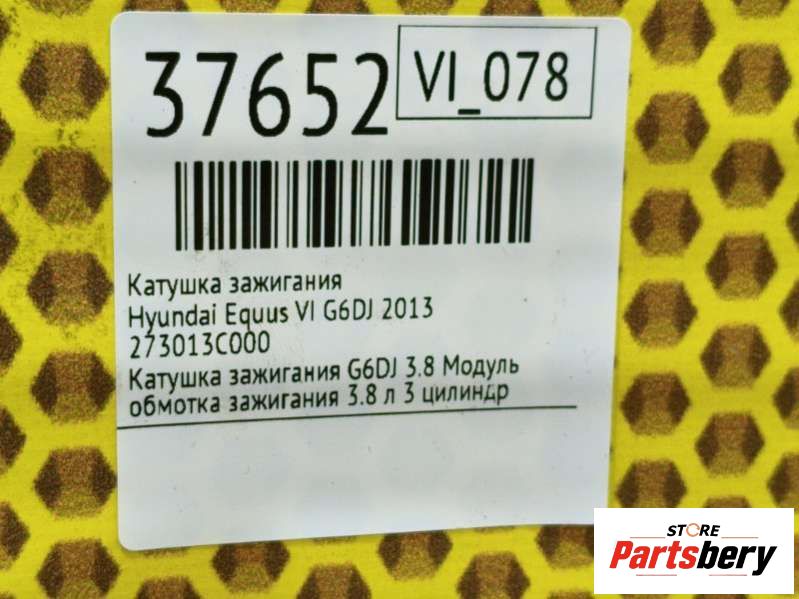 37652 VI_078
Катушка зажигания
Hyundai Equus VI G6DJ 2013
273013C000
Катушка зажигания G6DJ 3.8 Модуль
обмотка зажигания 3.8 л 3 цилиндр
STORE
Partsbery